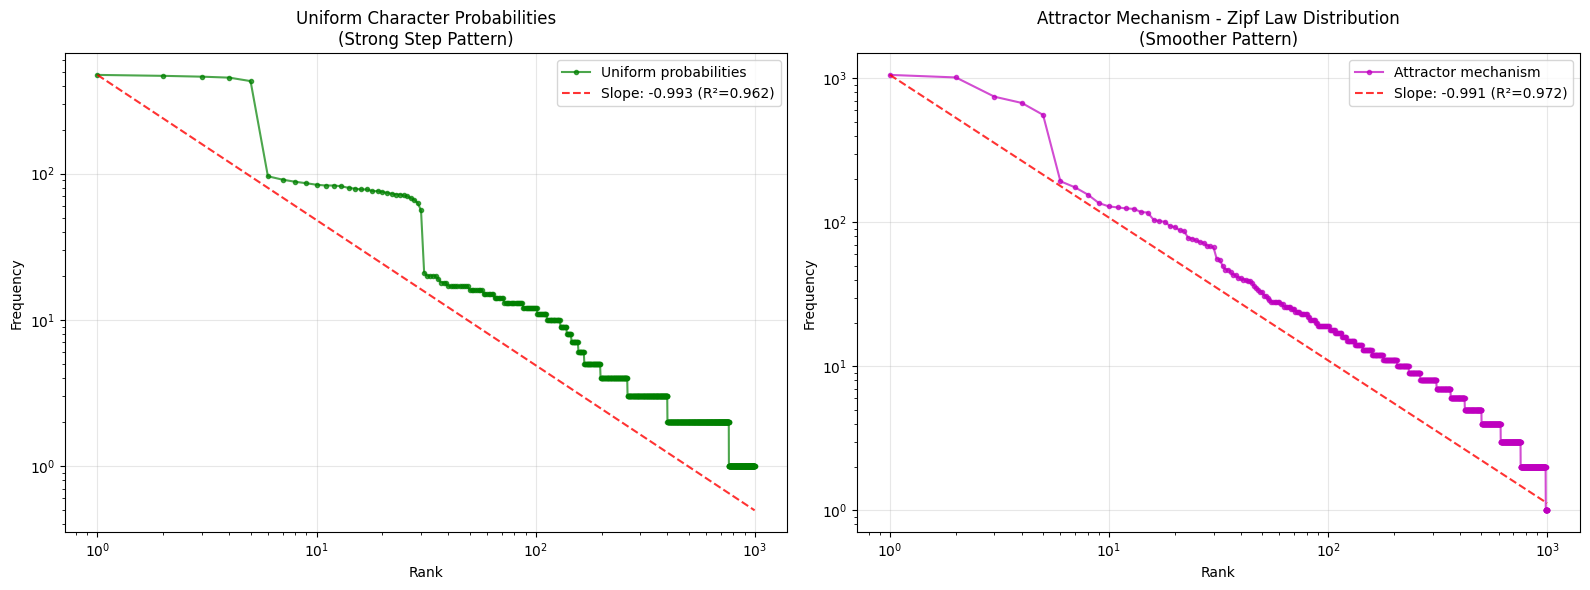 Uniform Character Probabilities
(Strong Step Pattern)
Uniform probabilities
Slope: -0.993 (R²=0.962)
Frequency
10²
10¹
10⁰
10⁰
10¹
10²
10³
Rank
Attractor Mechanism - Zipf Law Distribution
(Smoother Pattern)
Attractor mechanism
Slope: -0.991 (R²=0.972)
Frequency
10³
10²
10¹
10⁰
10⁰
10¹
10²
10³
Rank